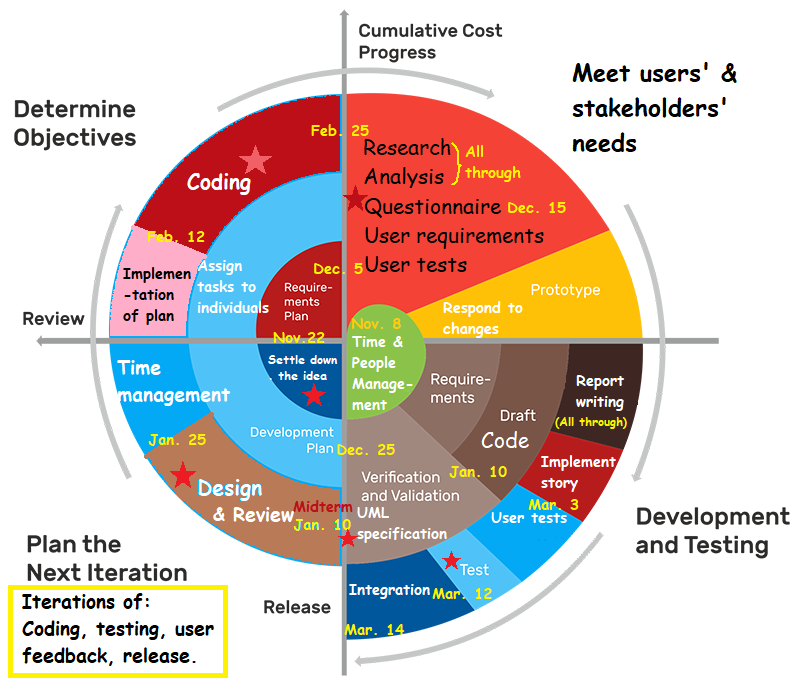 Cumulative Cost
Progress
Meet users' &
stakeholders'
needs
Determine
Objectives
Feb. 25
Research
Analysis
All
through
Questionnaire Dec. 15
User requirements
User tests
Coding
Feb. 12
Implemen
-tation
of plan
Assign
tasks to
individuals
Dec. 5
Require-
ments
Plan
Prototype
Respond to
changes
Review
Nov.22
Nov. 8
Time &
People
Manage-
ment
Settle down
the idea
Time
management
Require-
ments
Draft
Code
Report
writing
(All through)
Jan. 25
Development
Plan
Dec. 25
Jan. 10
Implement
story
Mar. 3
Verification
and Validation
UML
specification
Design
& Review
Midterm
Jan. 10
User tests
Development
and Testing
Plan the
Next Iteration
Test
Mar. 12
Integration
Mar. 14
Release
Iterations of:
Coding, testing, user
feedback, release.